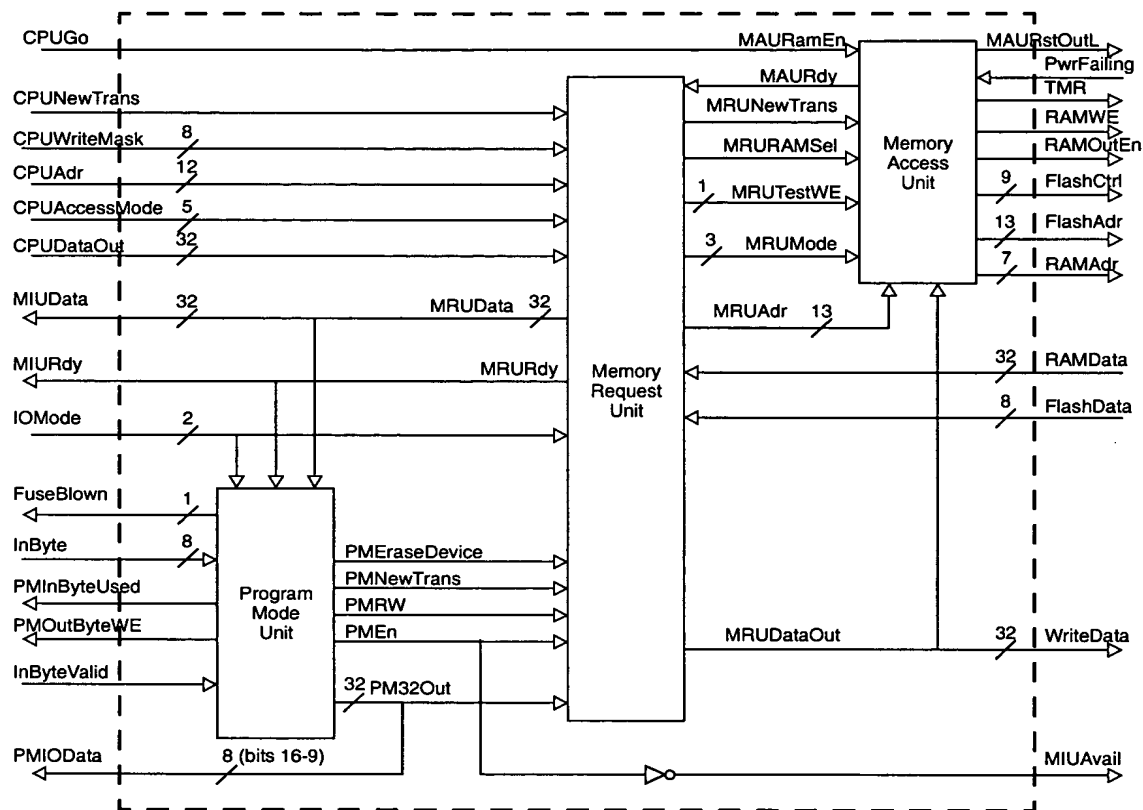 CPUGo
MAURamEn
MAURstOutL
MAURdy
PwrFailing
CPUNewTrans
MRUNewTrans
TMR
CPUWriteMask
8
MRURAMSel
RAMWE
Memory
Access
Unit
RAMOutEn
CPUAdr
12
1
MRUTestWE
9
FlashCtrl
CPUAccessMode
5
3
MRUMode
13
FlashAdr
CPUDataOut
32
7
RAMAdr
MIUData
32
MRUData
32
MRUAdr
13
MIURdy
MRURdy
Memory
Request
Unit
32
RAMData
IOMode
2
8
FlashData
FuseBlown
1
InByte
8
PMEraseDevice
PMInByteUsed
Program
Mode
Unit
PMNewTrans
PMRW
PMOutByteWE
PMEn
MRUDataOut
32
WriteData
InByteValid
32
PM32Out
PMIOData
8 (bits 16-9)
MIUAvail